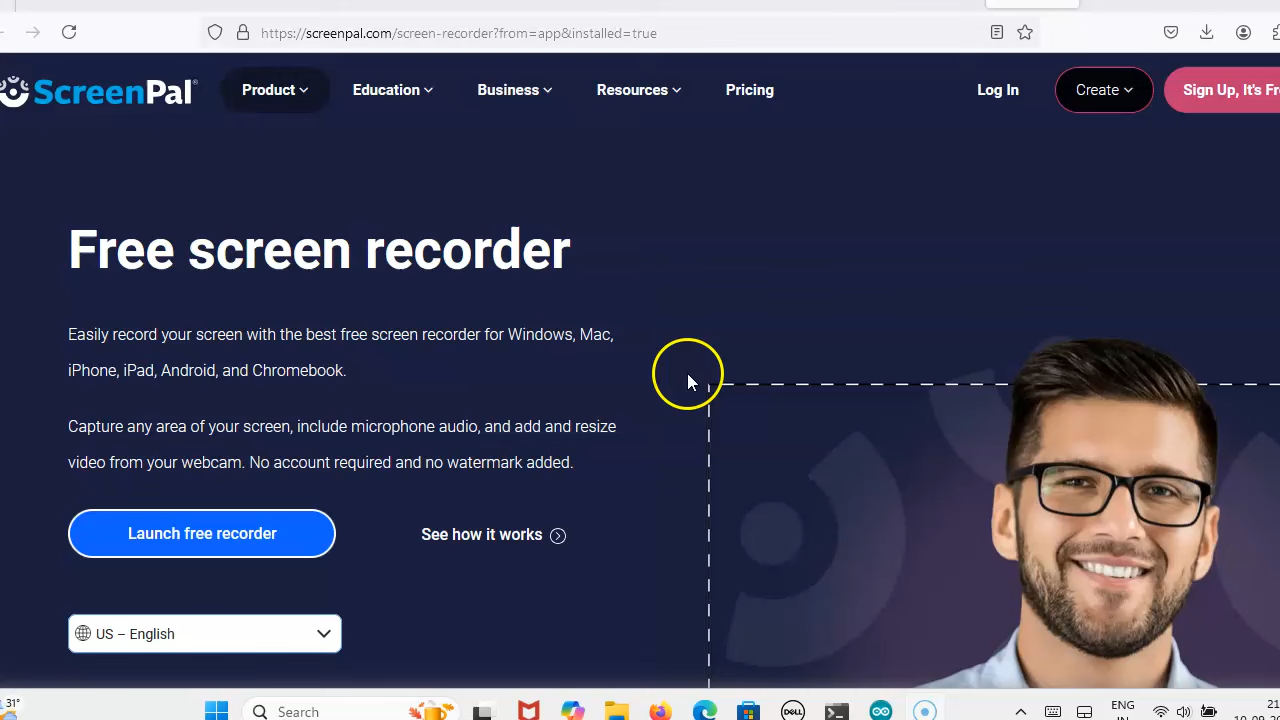 https://screenpal.com/screen-recorder?from=app&installed=true
ScreenPal®
Product
Education
Business
Resources
Pricing
Log In
Create
Sign Up, It's Fr
Free screen recorder
Easily record your screen with the best free screen recorder for Windows, Mac,
iPhone, iPad, Android, and Chromebook.
Capture any area of your screen, include microphone audio, and add and resize
video from your webcam. No account required and no watermark added.
Launch free recorder
See how it works
US – English
31°
Search
DELL
ENG
IN
21